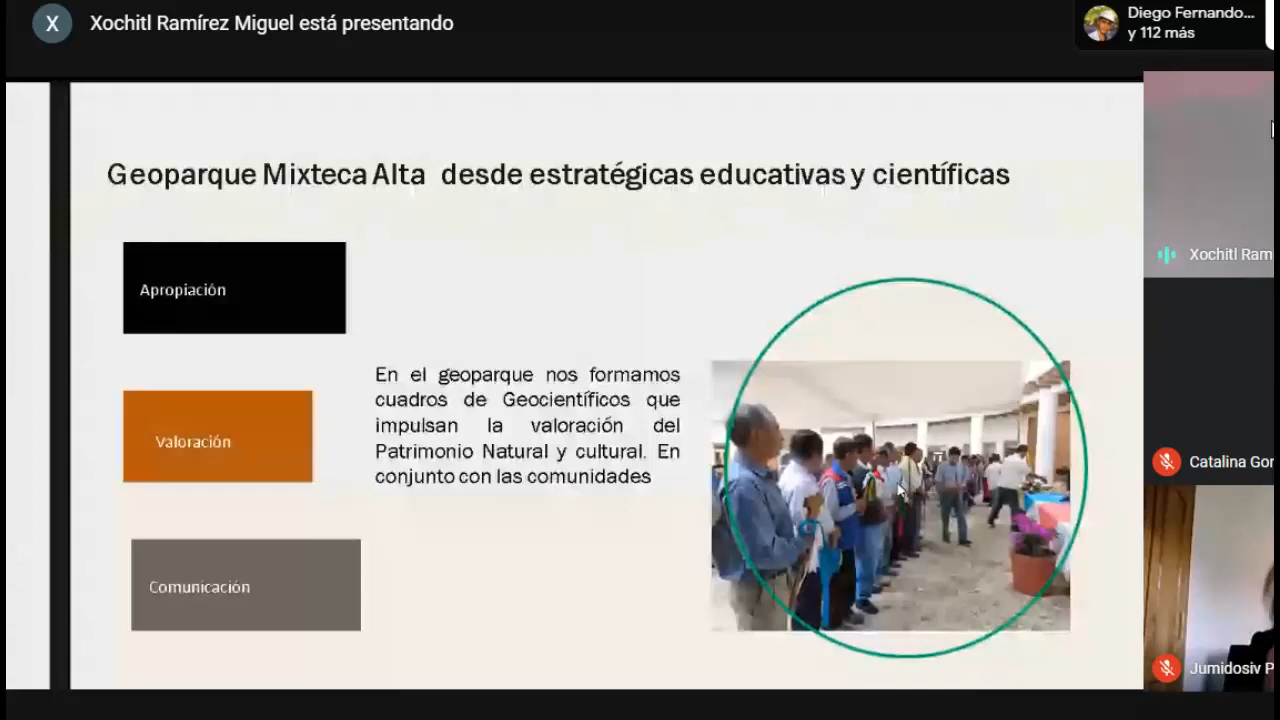 X
Xochitl Ramírez Miguel está presentando
Diego Fernando...
y 112 más
Geoparque Mixteca Alta desde estratégicas educativas y científicas
Apropiación
En el geoparque nos formamos
cuadros de Geocientíficos que
impulsan la valoración del
Patrimonio Natural y cultural. En
conjunto con las comunidades
Valoración
Comunicación
Xochitl Ram
Catalina Gor
Jumidosiv P